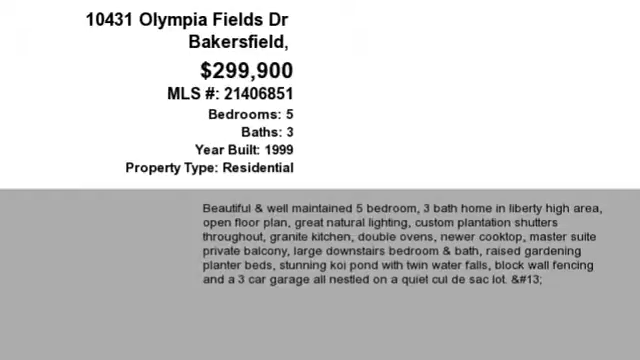 10431 Olympia Fields Dr
Bakersfield,
$299,900
MLS #: 21406851
Bedrooms: 5
Baths: 3
Year Built: 1999
Property Type: Residential
Beautiful & well maintained 5 bedroom, 3 bath home in liberty high area,
open floor plan, great natural lighting, custom plantation shutters
throughout, granite kitchen, double ovens, newer cooktop, master suite
private balcony, large downstairs bedroom & bath, raised gardening
planter beds, stunning koi pond with twin water falls, block wall fencing
and a 3 car garage all nestled on a quiet cul de sac lot. &#13;